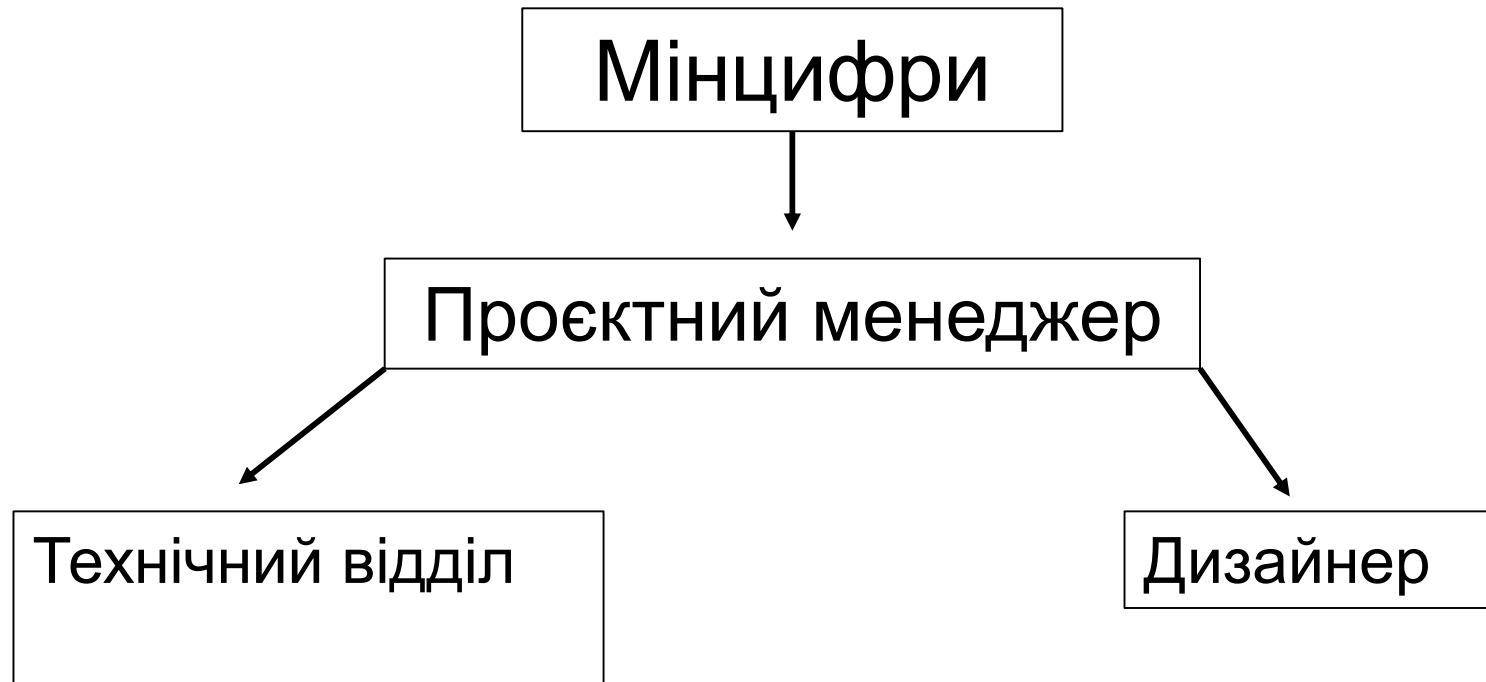 Мінцифри
Проєктний менеджер
Технічний відділ
Дизайнер